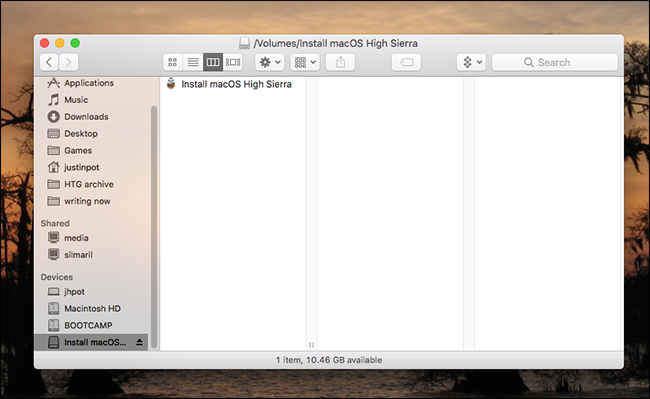 /Volumes/Install macOS High Sierra
Search
Applications
Music
Downloads
Desktop
Games
justinpot
HTG archive
writing now
Shared
media
silmaril
Devices
jhpot
Macintosh HD
BOOTCAMP
Install macOS...
Install macOS High Sierra
1 item, 10.46 GB available